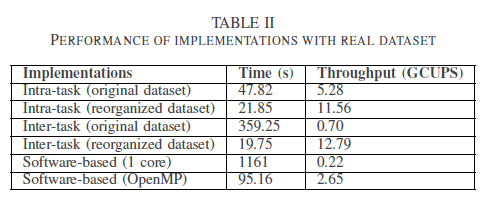 TABLE II
PERFORMANCE OF IMPLEMENTATIONS WITH REAL DATASET
Implementations Time (s) Throughput (GCUPS)
Intra-task (original dataset) 47.82 5.28
Intra-task (reorganized dataset) 21.85 11.56
Inter-task (original dataset) 359.25 0.70
Inter-task (reorganized dataset) 19.75 12.79
Software-based (1 core) 1161 0.22
Software-based (OpenMP) 95.16 2.65